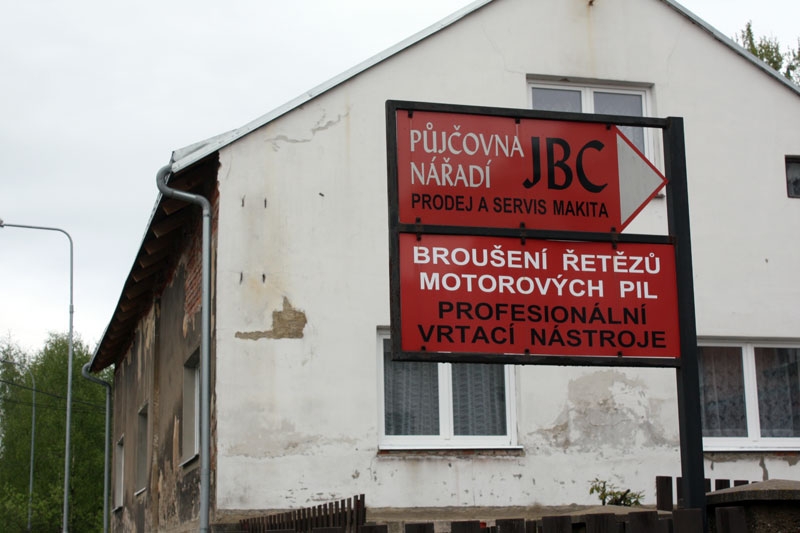 PŮJČOVNA
NÁŘADÍ
JBC
PRODEJ A SERVIS MAKITA
BROUŠENÍ ŘETĚZŮ
MOTOROVÝCH PIL
PROFESIONÁLNÍ
VRTACÍ NÁSTROJE